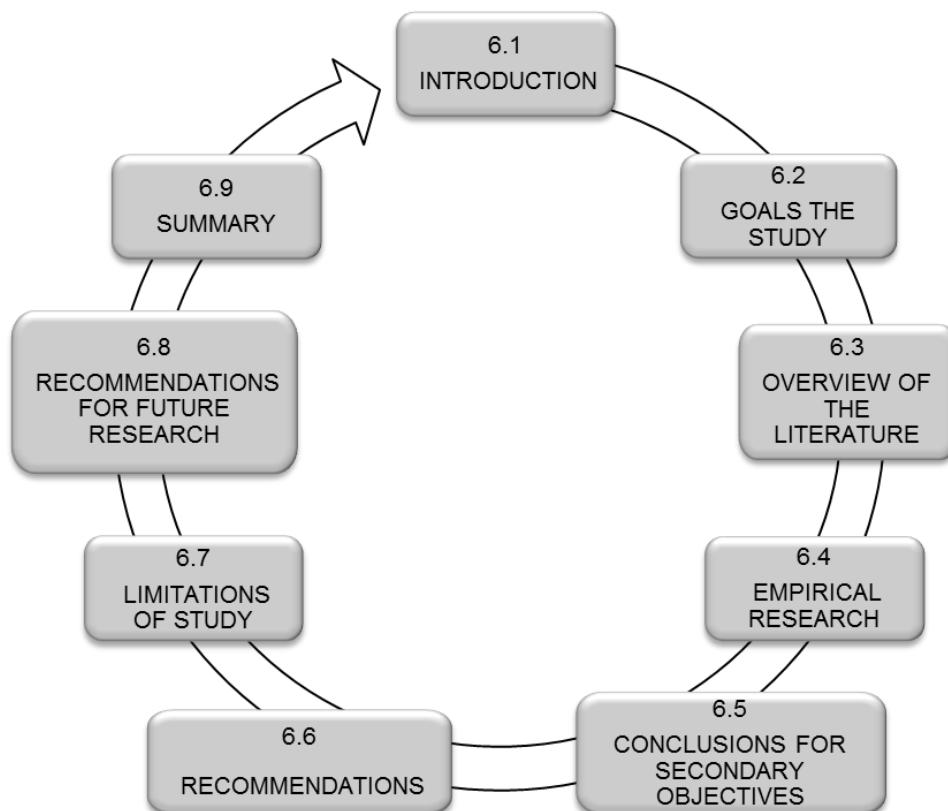 6.1
INTRODUCTION
6.2
GOALS THE
STUDY
6.3
OVERVIEW OF
THE
LITERATURE
6.4
EMPIRICAL
RESEARCH
6.5
CONCLUSIONS FOR
SECONDARY
OBJECTIVES
6.6
RECOMMENDATIONS
6.7
LIMITATIONS
OF STUDY
6.8
RECOMMENDATIONS
FOR FUTURE
RESEARCH
6.9
SUMMARY